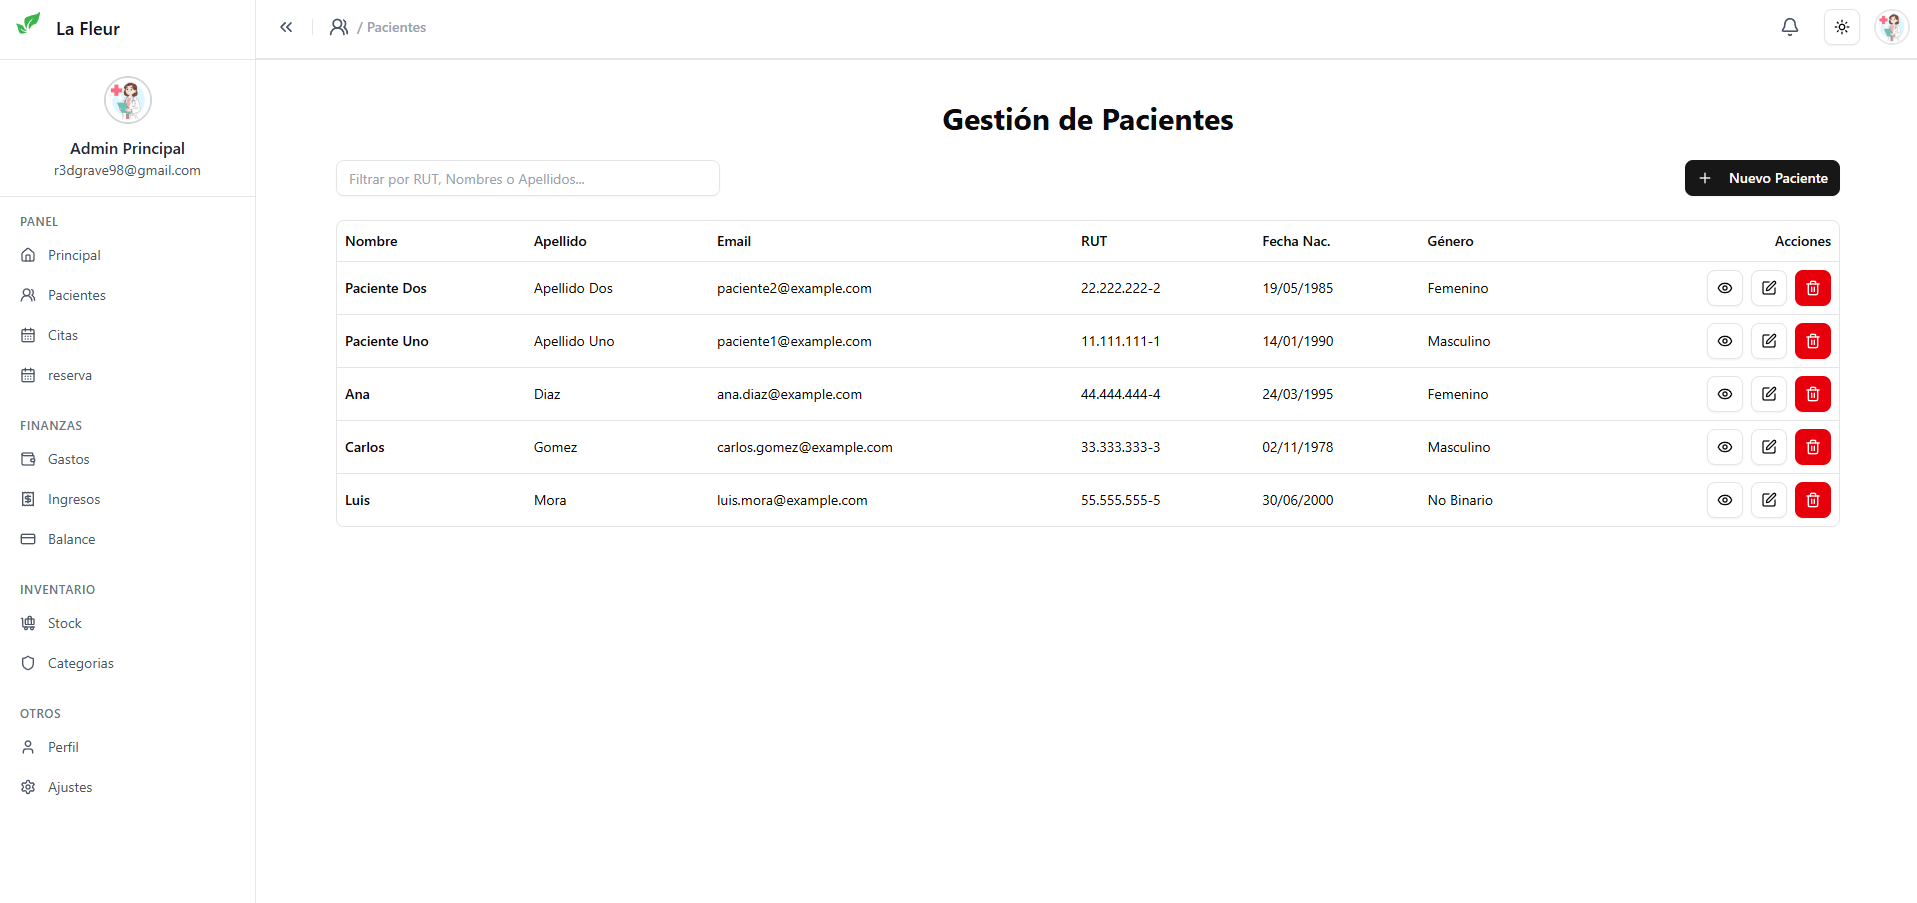 La Fleur
/ Pacientes
Admin Principal
r3dgrave98@gmail.com
PANEL
Principal
Pacientes
Citas
reserva
FINANZAS
Gastos
Ingresos
Balance
INVENTARIO
Stock
Categorias
OTROS
Perfil
Ajustes
Gestión de Pacientes
Filtrar por RUT, Nombres o Apellidos...
+ Nuevo Paciente
Nombre Apellido Email RUT Fecha Nac. Género Acciones
Paciente Dos Apellido Dos paciente2@example.com 22.222.222-2 19/05/1985 Femenino
Paciente Uno Apellido Uno paciente1@example.com 11.111.111-1 14/01/1990 Masculino
Ana Diaz ana.diaz@example.com 44.444.444-4 24/03/1995 Femenino
Carlos Gomez carlos.gomez@example.com 33.333.333-3 02/11/1978 Masculino
Luis Mora luis.mora@example.com 55.555.555-5 30/06/2000 No Binario